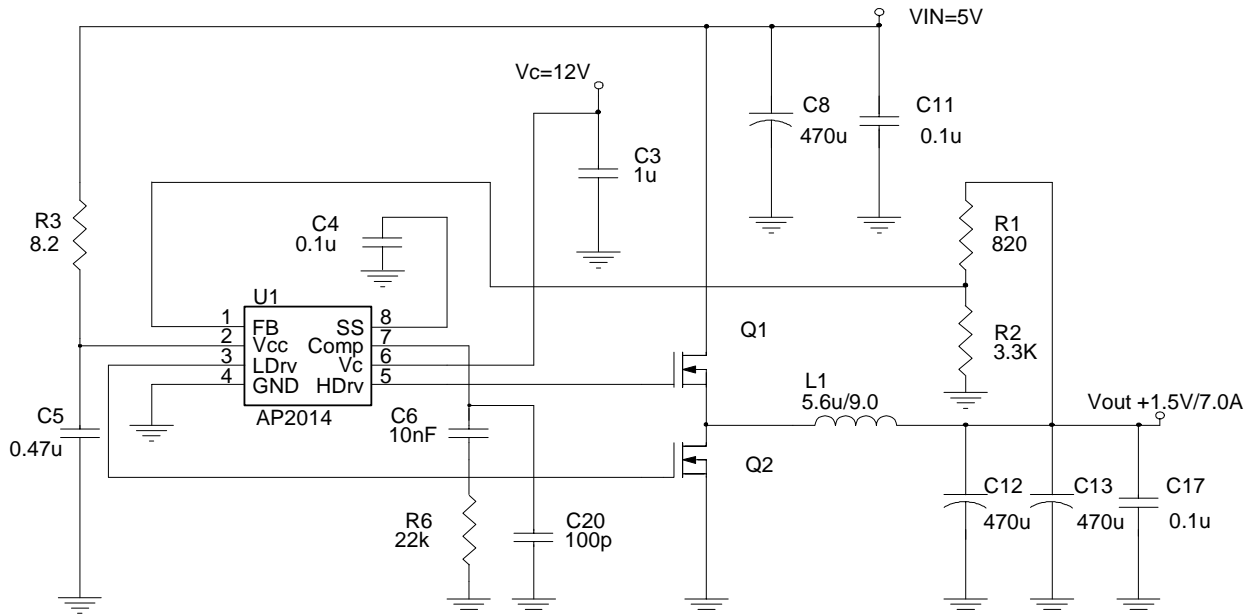 VIN=5V
Vc=12V
C8
470u
C11
0.1u
C3
1u
R3
8.2
C4
0.1u
R1
820
U1
1
2
3
4
FB
Vcc
LDrv
GND
SS
Comp
Vc
HDrv
8
7
6
5
AP2014
Q1
R2
3.3K
L1
5.6u/9.0
Vout +1.5V/7.0A
C5
0.47u
C6
10nF
Q2
R6
22k
C20
100p
C12
470u
C13
470u
C17
0.1u